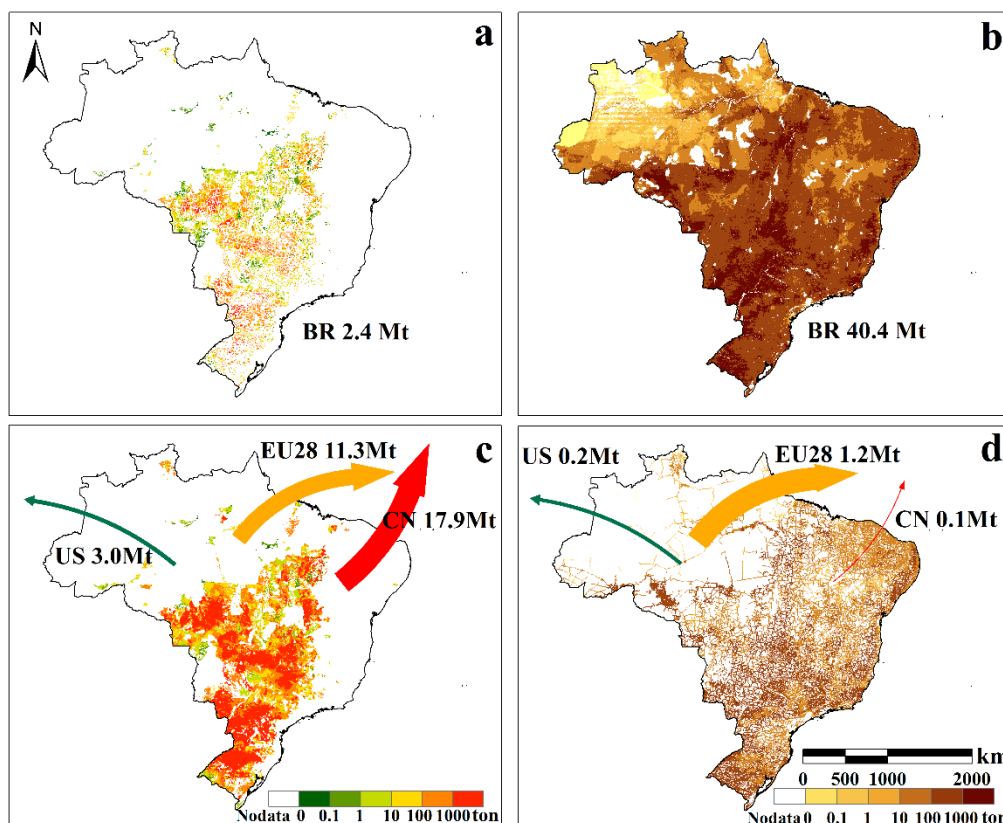 N
a
BR 2.4 Mt
b
BR 40.4 Mt
c
EU28 11.3Mt
CN 17.9Mt
US 3.0Mt
Nodata 0 0.1 1 10 100 1000 ton
d
US 0.2Mt
EU28 1.2Mt
CN 0.1Mt
km
0 500 1000 2000
Nodata 0 0.1 1 10 100 1000 ton